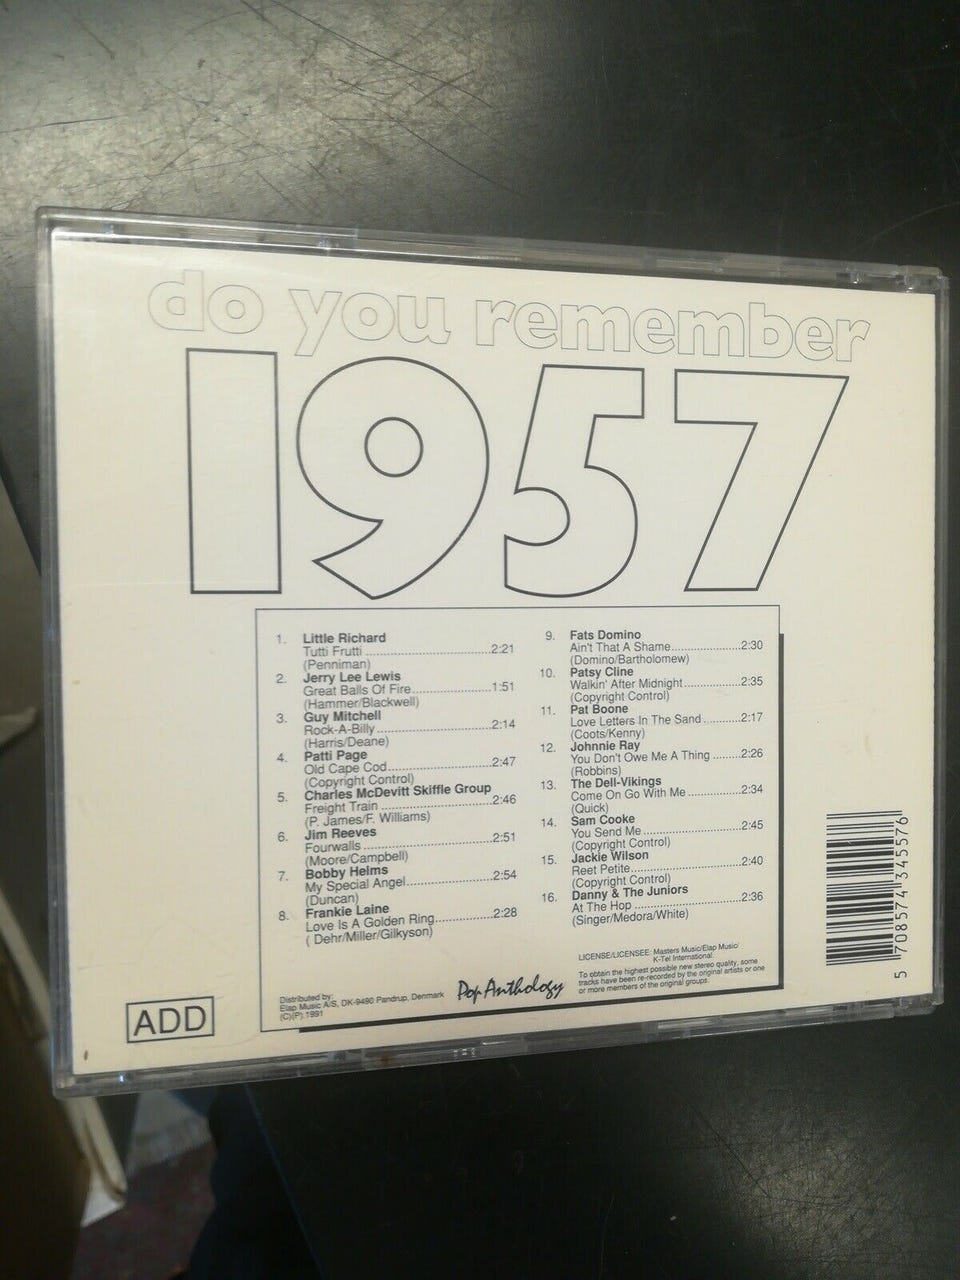 do you remember
1957
1. Little Richard
Tutti Frutti ........................2:21
(Penniman)
2. Jerry Lee Lewis
Great Balls Of Fire................1:51
(Hammer/Blackwell)
3. Guy Mitchell
Rock-A-Billy ........................2:14
(Harris/Deane)
4. Patti Page
Old Cape Cod.....................2:47
(Copyright Control)
5. Charles McDevitt Skiffle Group
Freight Train ......................2:46
(P. James/F. Williams)
6. Jim Reeves
Fourwalls ..........................2:51
(Moore/Campbell)
7. Bobby Helms
My Special Angel.................2:54
(Duncan)
8. Frankie Laine
Love Is A Golden Ring............2:28
( Dehr/Miller/Gilkyson)
9. Fats Domino
Ain't That A Shame...............2:30
(Domino/Bartholomew)
10. Patsy Cline
Walkin' After Midnight............2:35
(Copyright Control)
11. Pat Boone
Love Letters In The Sand ........2:17
(Coots/Kenny)
12. Johnnie Ray
You Don't Owe Me A Thing ......2:26
(Robbins)
13. The Dell-Vikings
Come On Go With Me ............2:34
(Quick)
14. Sam Cooke
You Send Me......................2:45
(Copyright Control)
15. Jackie Wilson
Reet Petite.........................2:40
(Copyright Control)
16. Danny & The Juniors
At The Hop ........................2:36
(Singer/Medora/White)
LICENSE/LICENSEE: Masters Music/Elap Music/
K-Tel International.
To obtain the highest possible new stereo quality, some
tracks have been re-recorded by the original artists or one
or more members of the original groups.
Distributed by:
Elap Music A/S, DK-9490 Pandrup, Denmark
(C)(P).1991
Pop Anthology
ADD
5 708574 345576